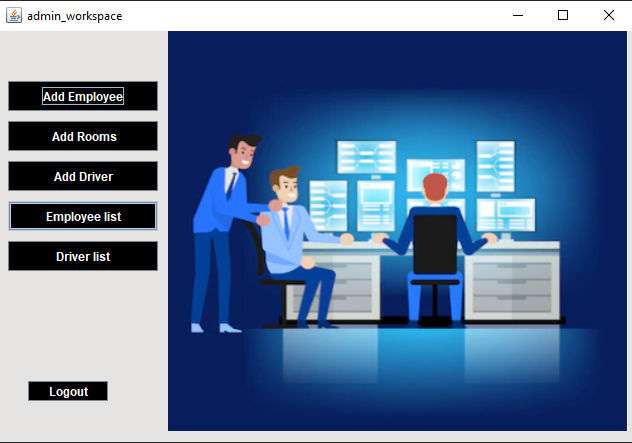 admin_workspace
Add Employee
Add Rooms
Add Driver
Employee list
Driver list
Logout